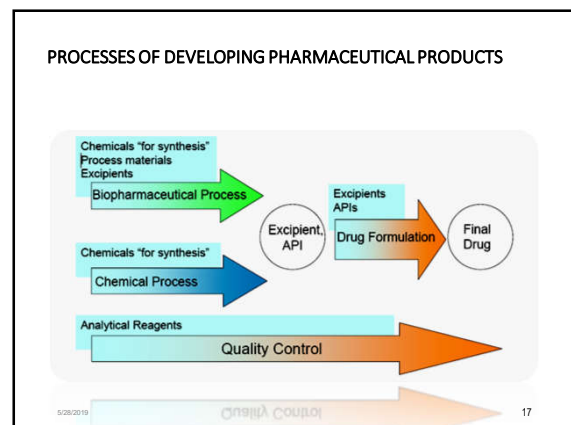 PROCESSES OF DEVELOPING PHARMACEUTICAL PRODUCTS
Chemicals "for synthesis"
Process materials
Excipients
Biopharmaceutical Process
Excipient,
API
Excipients
APIs
Drug Formulation
Final
Drug
Chemicals "for synthesis"
Chemical Process
Analytical Reagents
Quality Control
5/28/2019
17